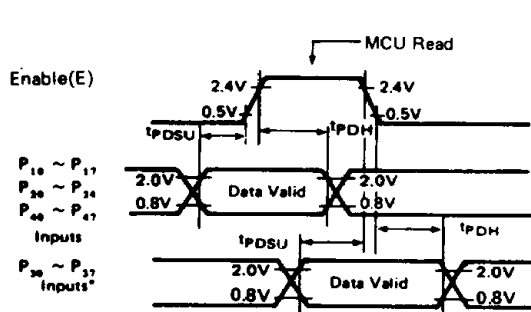 MCU Read
Enable(E)
2.4V
2.4V
0.5V
0.5V
tPDSU
tPDH
P10 ~ P17
P20 ~ P24
P40 ~ P47
Inputs
2.0V
0.8V
Data Valid
2.0V
0.8V
tPDSU
tPDH
P30 ~ P37
Inputs*
2.0V
0.8V
Data Valid
2.0V
0.8V